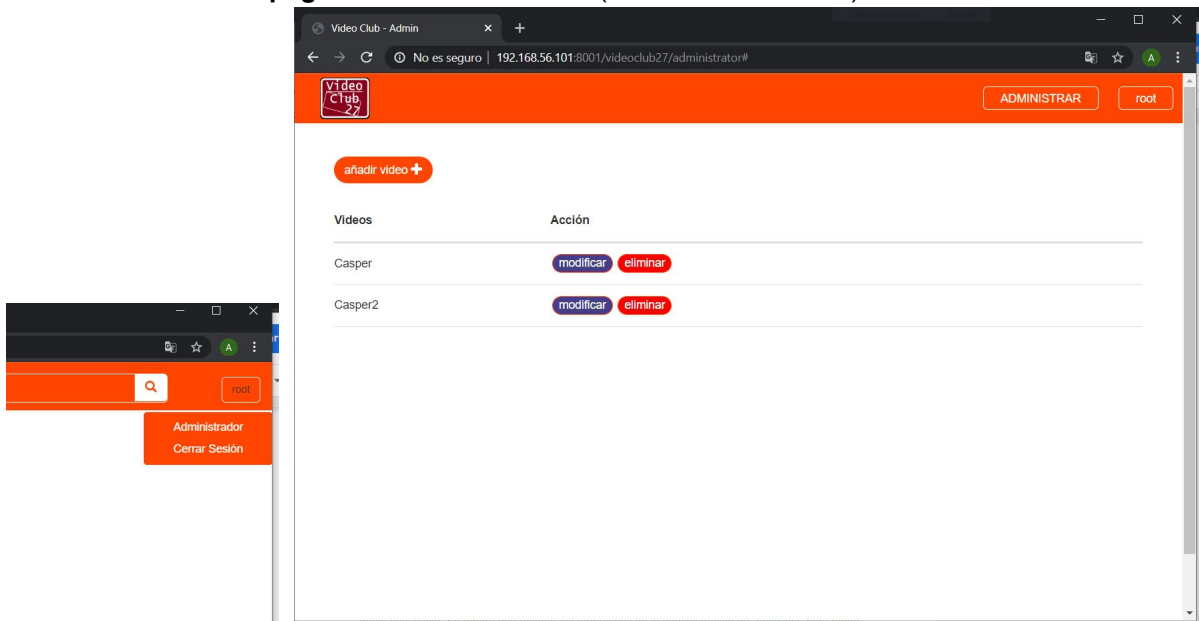 Video Club - Admin
No es seguro | 192.168.56.101:8001/videoclub27/administrator#
A
Video
Club
27
ADMINISTRAR
root
añadir video
Videos Acción
Casper modificar eliminar
Casper2 modificar eliminar
A
root
Administrador
Cerrar Sesión